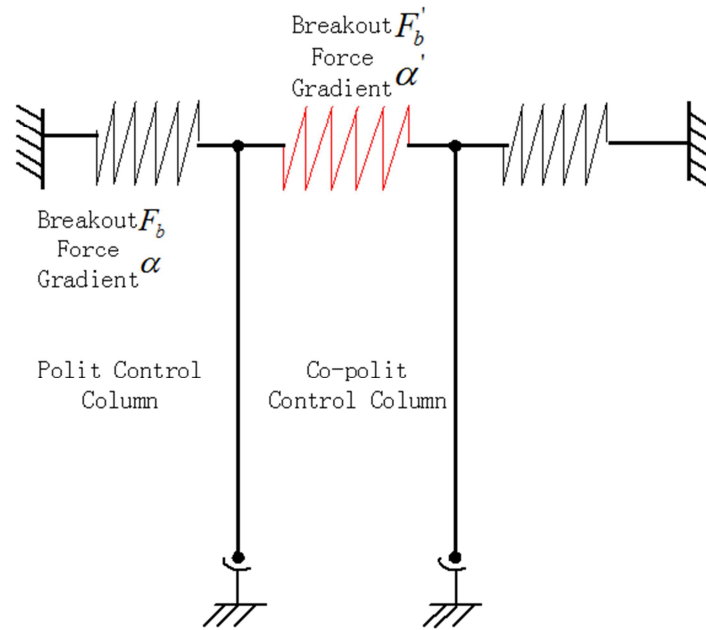 Breakout F_b'
Force
Gradient α'
Breakout F_b
Force
Gradient α
Polit Control
Column
Co-polit
Control Column